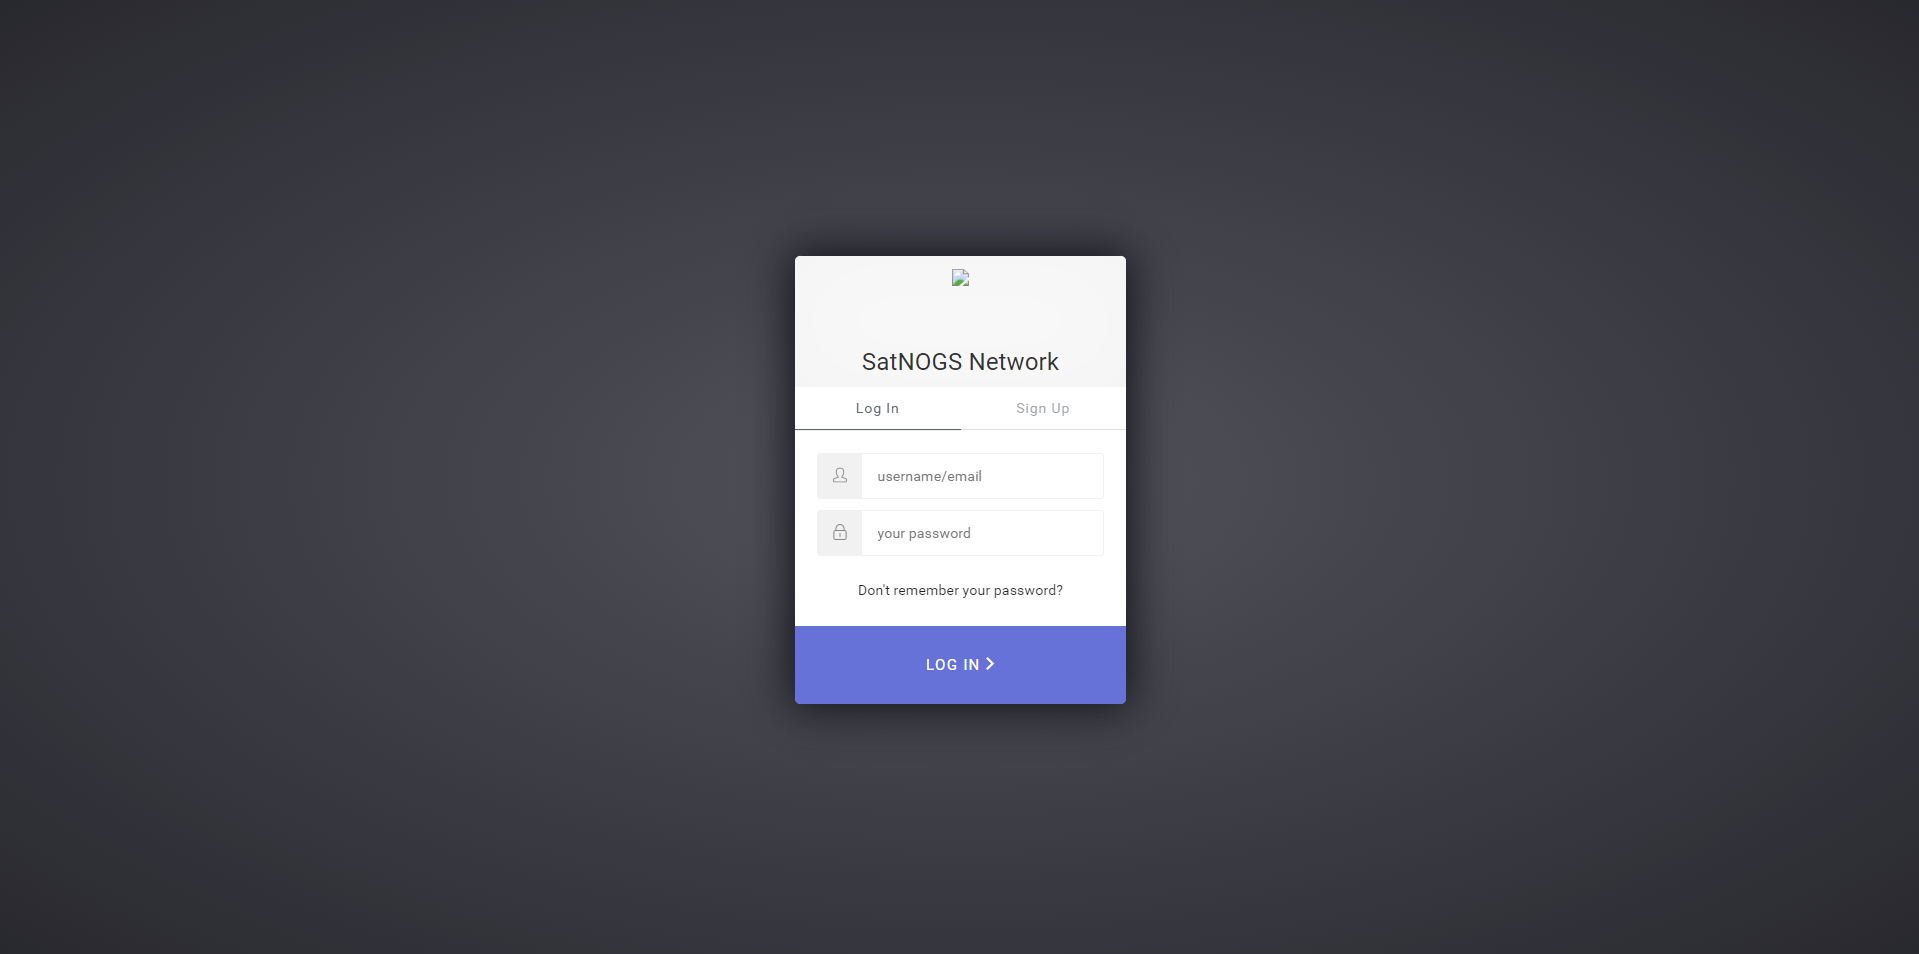 SatNOGS Network
Log In
Sign Up
username/email
your password
Don't remember your password?
LOG IN